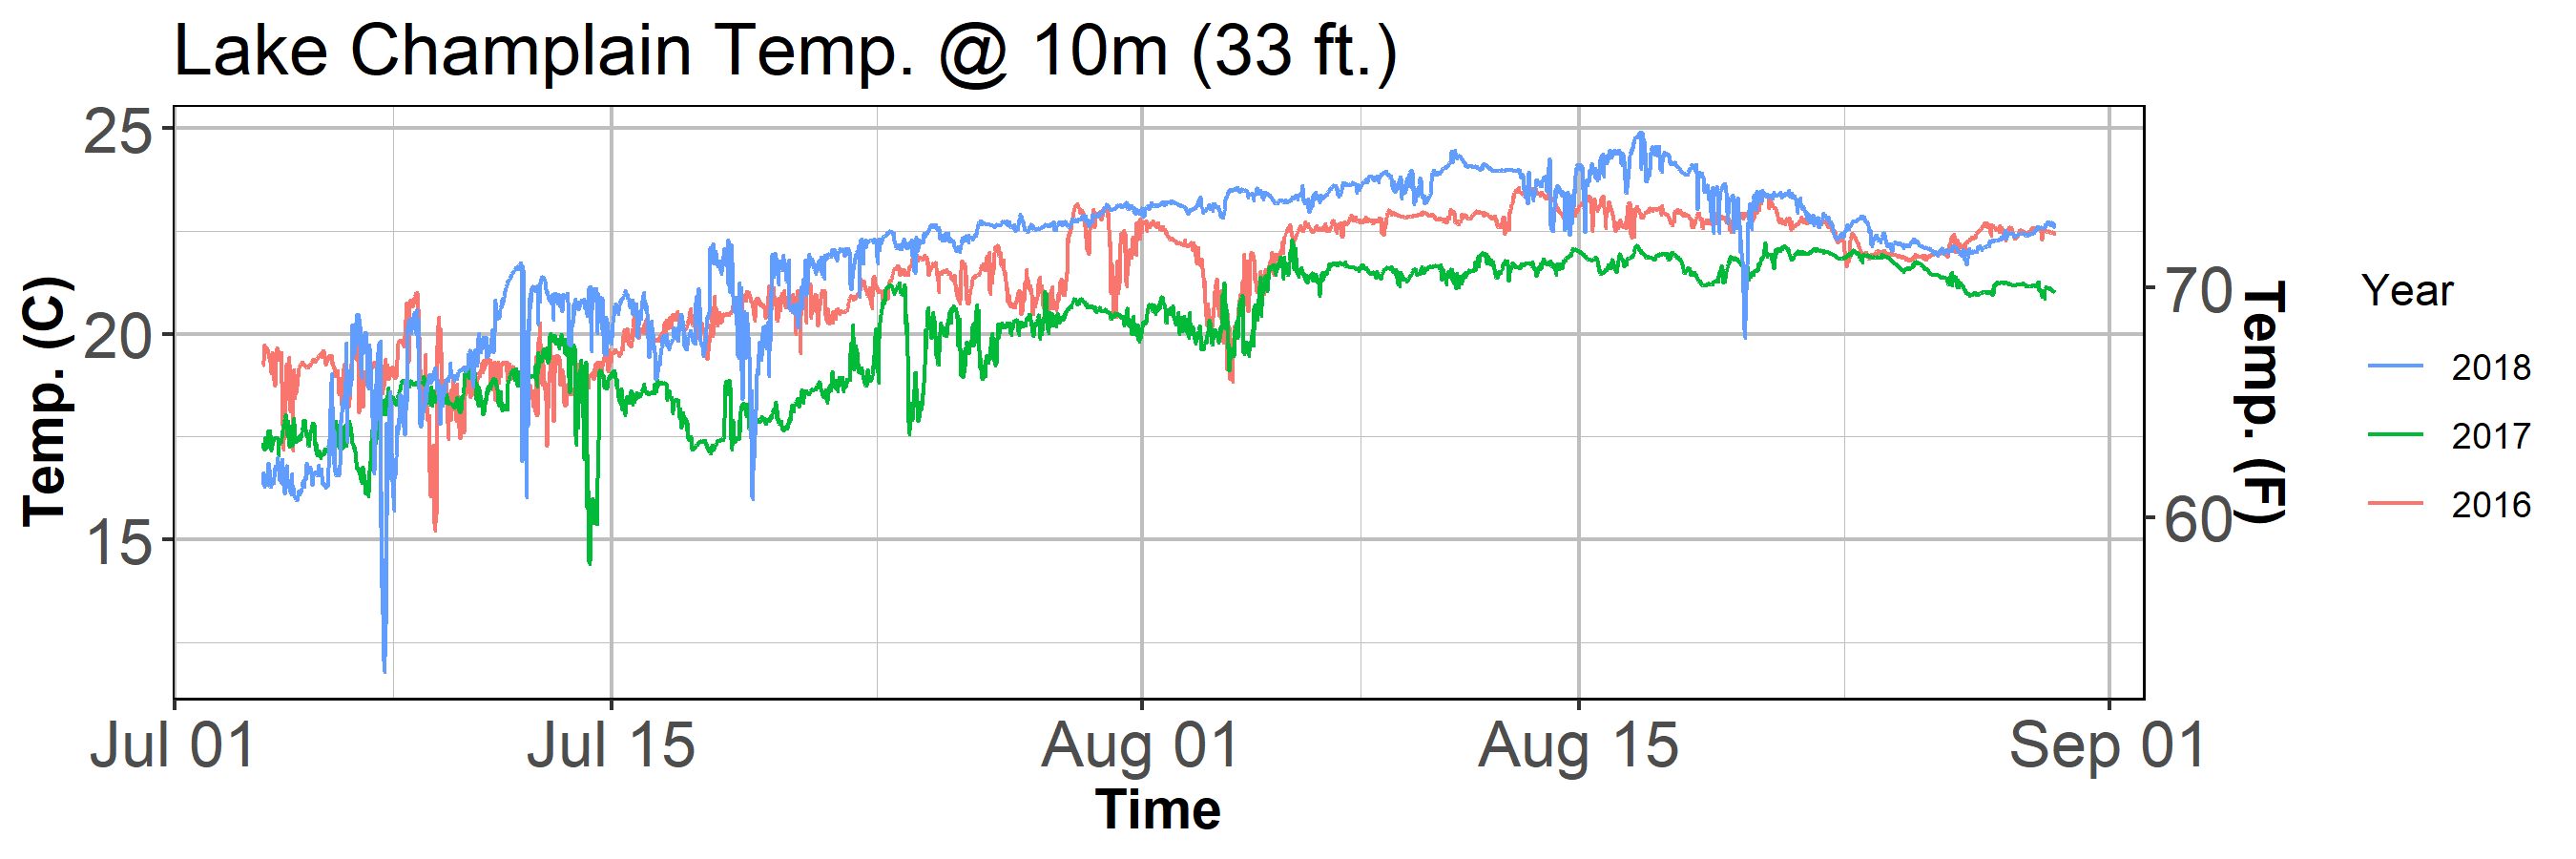 Lake Champlain Temp. @ 10m (33 ft.)
25
20
15
Temp. (C)
70
60
Temp. (F)
Jul 01
Jul 15
Aug 01
Aug 15
Sep 01
Time
Year
2018
2017
2016